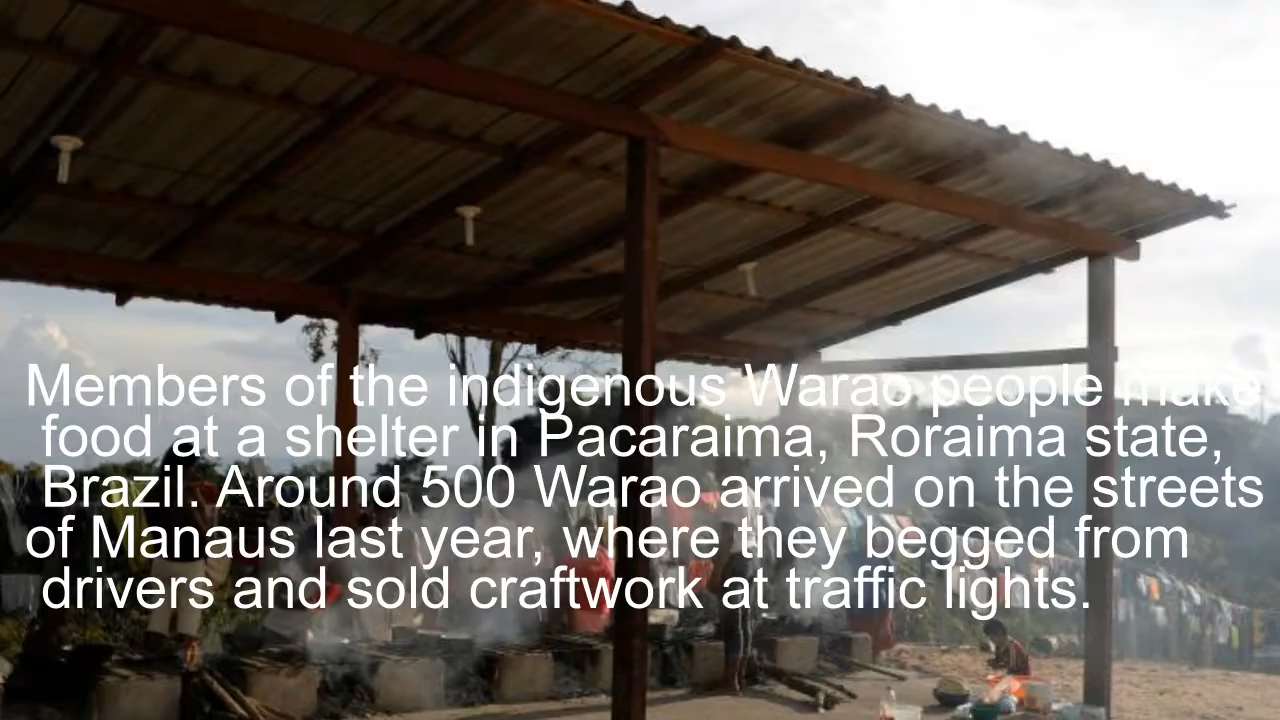 Members of the indigenous Warao people make
food at a shelter in Pacaraima, Roraima state,
Brazil. Around 500 Warao arrived on the streets
of Manaus last year, where they begged from
drivers and sold craftwork at traffic lights.